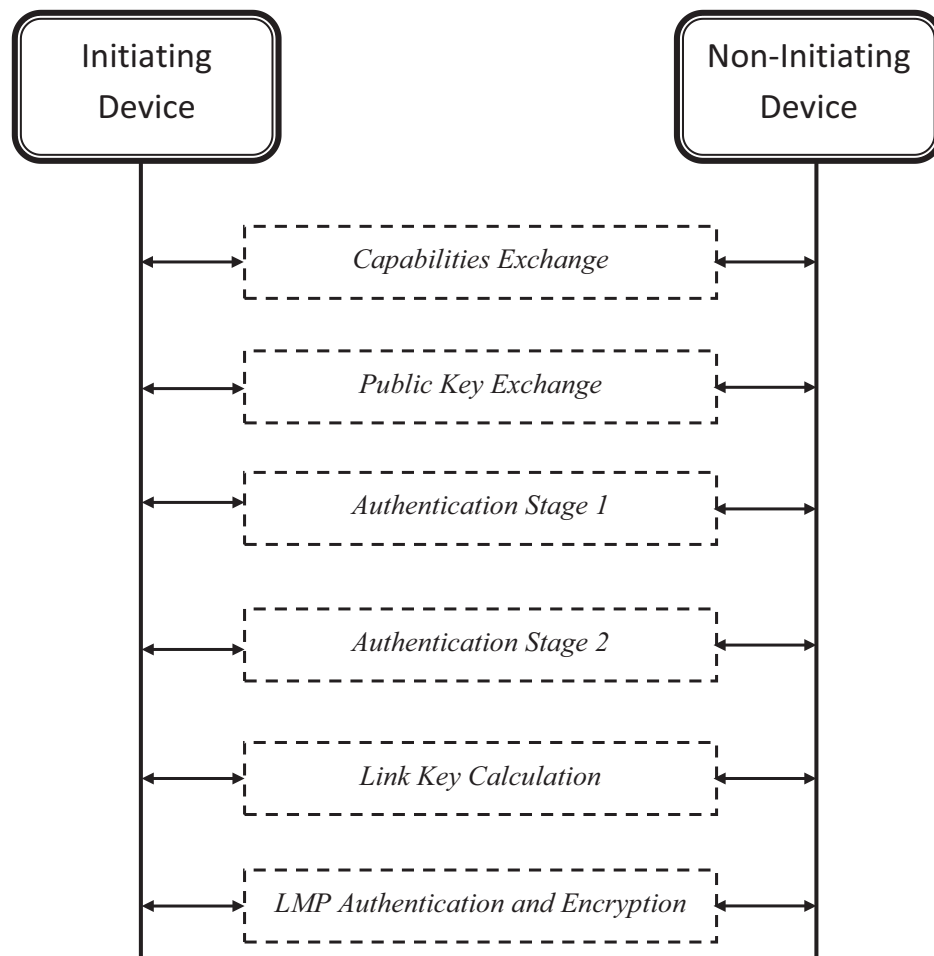 Initiating
Device
Non-Initiating
Device
Capabilities Exchange
Public Key Exchange
Authentication Stage 1
Authentication Stage 2
Link Key Calculation
LMP Authentication and Encryption